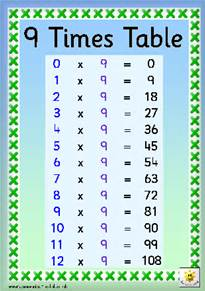 9 Times Table
0 x 9 = 0
1 x 9 = 9
2 x 9 = 18
3 x 9 = 27
4 x 9 = 36
5 x 9 = 45
6 x 9 = 54
7 x 9 = 63
8 x 9 = 72
9 x 9 = 81
10 x 9 = 90
11 x 9 = 99
12 x 9 = 108